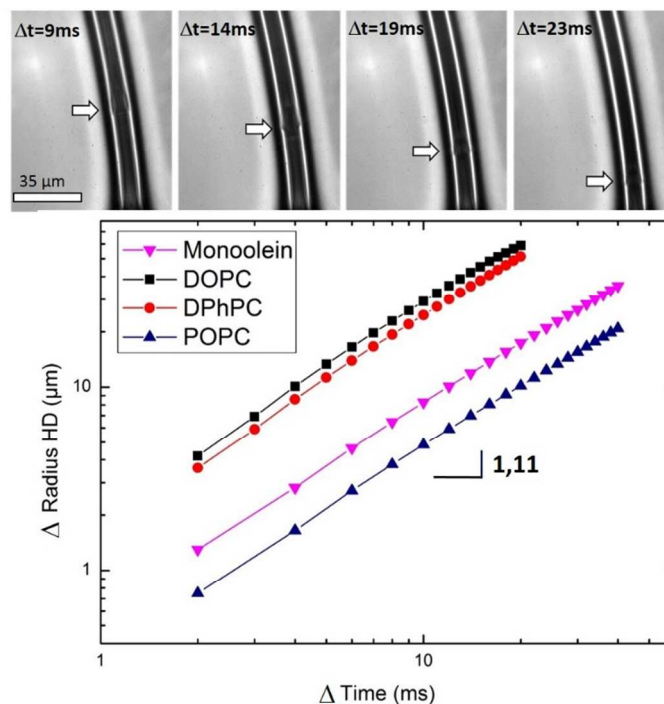 Δt=9ms
Δt=14ms
Δt=19ms
Δt=23ms
35 µm
Monoolein
DOPC
DPhPC
POPC
1,11
10
1
Δ Radius HD (µm)
1
10
Δ Time (ms)